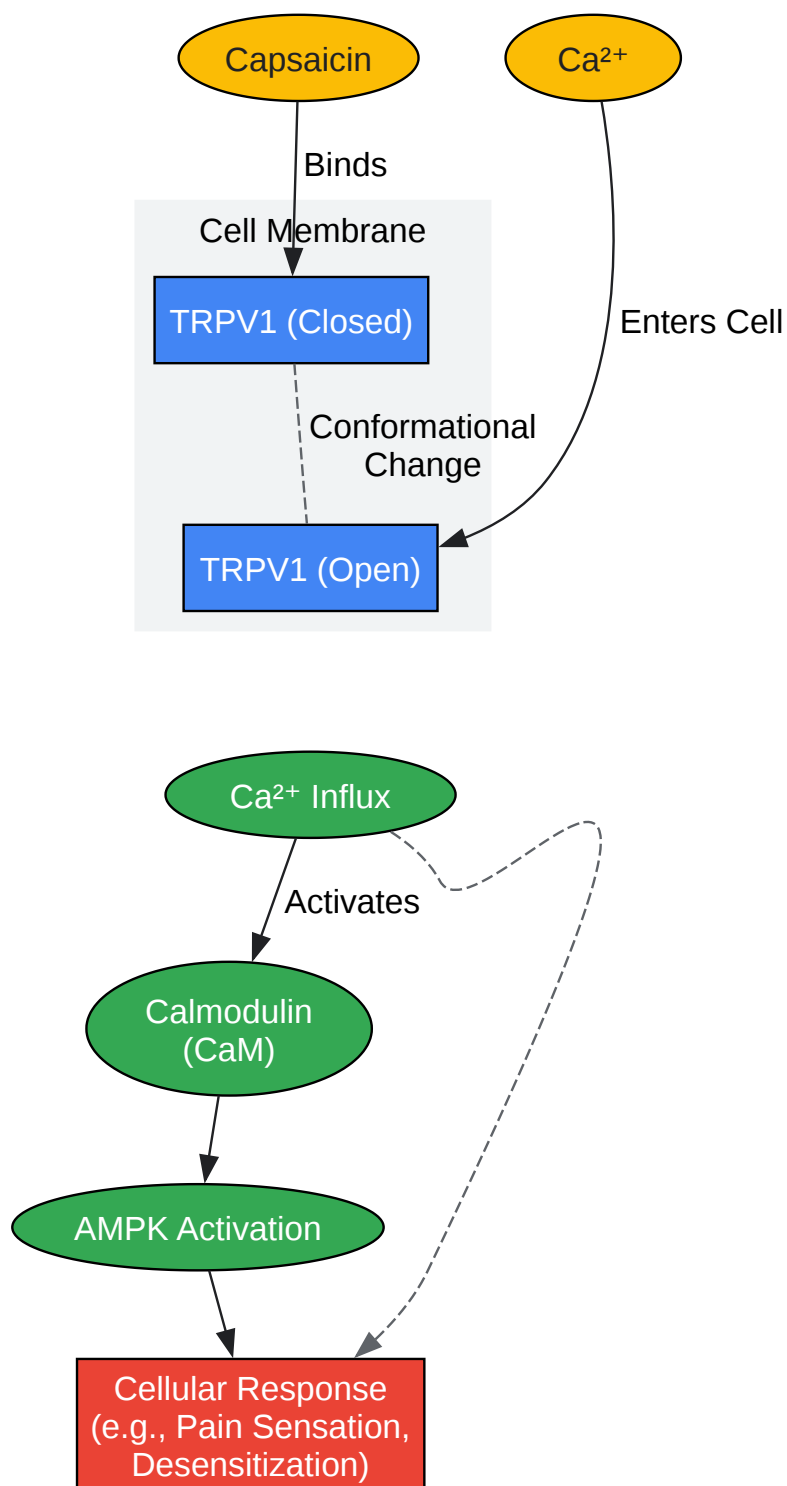 Capsaicin
Ca²⁺
Binds
Cell Membrane
TRPV1 (Closed)
Enters Cell
Conformational
Change
TRPV1 (Open)
Ca²⁺ Influx
Activates
Calmodulin
(CaM)
AMPK Activation
Cellular Response
(e.g., Pain Sensation,
Desensitization)